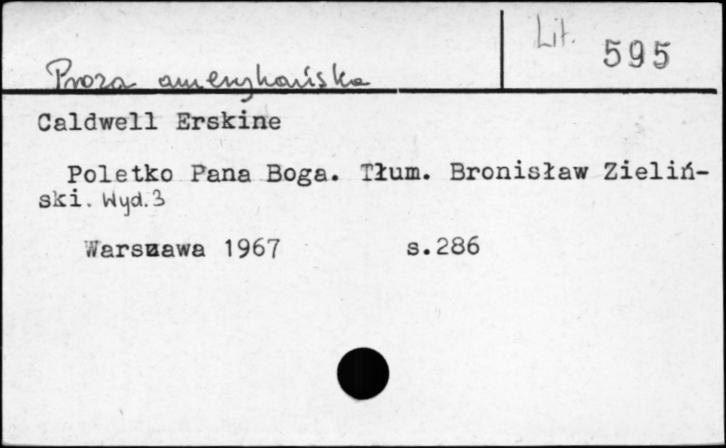 Lit. 595
Proza amerykańska
Caldwell Erskine
Poletko Pana Boga. Tłum. Bronisław Zieliń-
ski. Wyd.3
Warszawa 1967 s.286